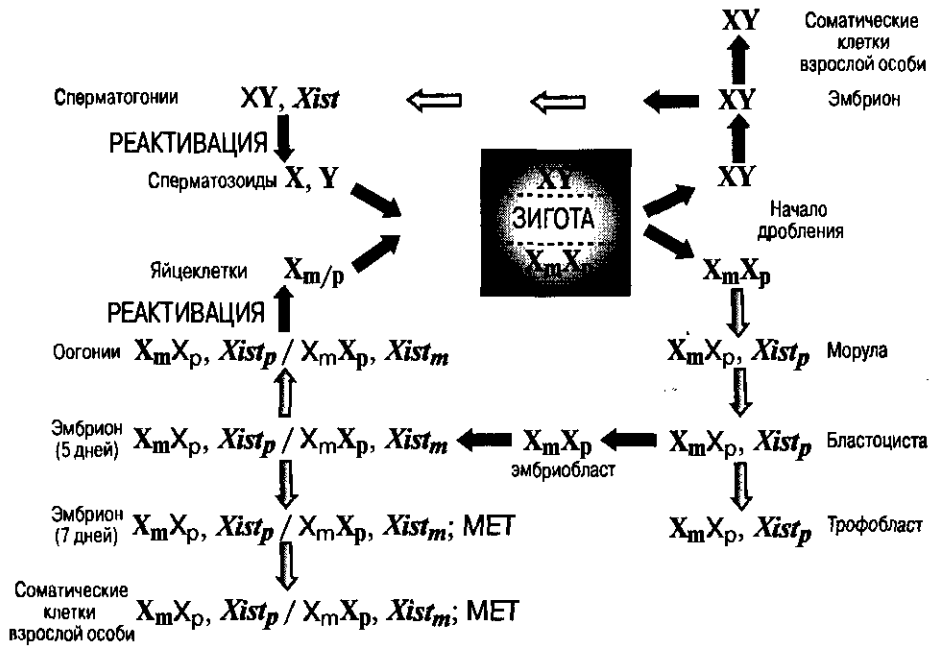 XY
Соматические
клетки
взрослой особи
Сперматогонии XY, Xist XY Эмбрион
РЕАКТИВАЦИЯ
Сперматозоиды X, Y XY XY
ЗИГОТА
Начало
дробления
Яйцеклетки Xm/p XmXp XmXp
РЕАКТИВАЦИЯ
Оогонии XmXp, Xistp / XmXp, Xistm XmXp, Xistp Морула
Эмбрион
(5 дней) XmXp, Xistp / XmXp, Xistm XmXp XmXp, Xistp Бластоциста
эмбриобласт
Эмбрион
(7 дней) XmXp, Xistp / XmXp, Xistm; МЕТ XmXp, Xistp Трофобласт
Соматические
клетки
взрослой особи XmXp, Xistp / XmXp, Xistm; МЕТ